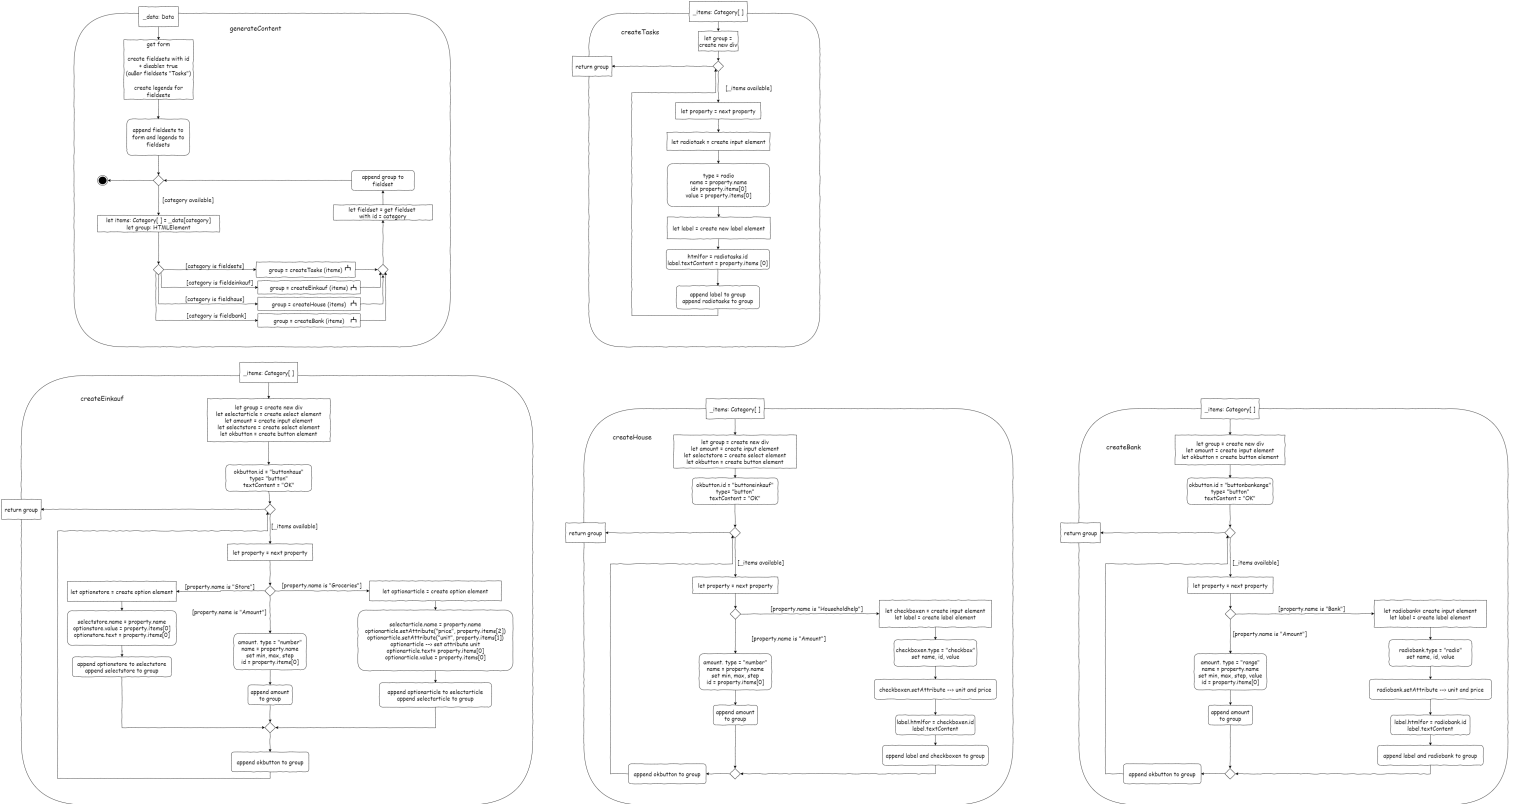 _data: Data
generateContent
get form
create fieldsets with id
+ disabler true
(außer fieldsets "Tasks")
create legends for
fieldsets
append fieldsets to
form and legends to
fieldsets
append group to
fieldset
[category available]
let items: Category[ ] = _data[category]
let group: HTMLElement
let fieldset = get fieldset
with id = category
[category is fieldsets]
group = createTasks (items)
[category is fieldeinkauf]
group = createEinkauf (items)
[category is fieldhaus]
group = createHouse (items)
[category is fieldbank]
group = createBank (items)
_items: Category[ ]
createTasks
let group =
create new div
return group
[_items available]
let property = next property
let radiotask = create input element
type = radio
name = property.name
id= property.items[0]
value = property.items[0]
let label = create new label element
htmlfor = radiotasks.id
label.textContent = property.items [0]
append label to group
append radiotasks to group
_items: Category[ ]
createEinkauf
let group = create new div
let selectarticle = create select element
let amount = create input element
let selectstore = create select element
let okbutton = create button element
okbutton.id = "buttonhaus"
type= "button"
textContent = "OK"
return group
[_items available]
let property = next property
[property.name is "Store"]
[property.name is "Groceries"]
let optionstore = create option element
let optionarticle = create option element
[property.name is "Amount"]
selectstore.name = property.name
optionstore.value = property.items[0]
optionstore.text = property.items[0]
selectarticle.name = property.name
optionarticle.setAttribute("price", property.items[2])
optionarticle.setAttribute("unit", property.items[1])
optionarticle --> set attribute unit
optionarticle.text= property.items[0]
optionarticle.value = property.items[0]
amount. type = "number"
name = property.name
set min, max, step
id = property.items[0]
append optionstore to selectstore
append selectstore to group
append amount
to group
append optionarticle to selectarticle
append selectarticle to group
append okbutton to group
_items: Category[ ]
createHouse
let group = create new div
let amount = create input element
let selectstore = create select element
let okbutton = create button element
okbutton.id = "buttoneinkauf"
type= "button"
textContent = "OK"
return group
[_items available]
let property = next property
[property.name is "Householdhelp"]
let checkboxen = create input element
let label = create label element
[property.name is "Amount"]
checkboxen.type = "checkbox"
set name, id, value
amount. type = "number"
name = property.name
set min, max, step
id = property.items[0]
checkboxen.setAttribute --> unit and price
append amount
to group
label.htmlfor = checkboxen.id
label.textContent
append label and checkboxen to group
append okbutton to group
_items: Category[ ]
createBank
let group = create new div
let amount = create input element
let okbutton = create button element
okbutton.id = "buttonbankenge"
type= "button"
textContent = "OK"
return group
[_items available]
let property = next property
[property.name is "Bank"]
let radiobank= create input element
let label = create label element
[property.name is "Amount"]
radiobank.type = "radio"
set name, id, value
amount. type = "range"
name = property.name
set min, max, step, value
id = property.items[0]
radiobank.setAttribute --> unit and price
append amount
to group
label.htmlfor = radiobank.id
label.textContent
append label and radiobank to group
append okbutton to group